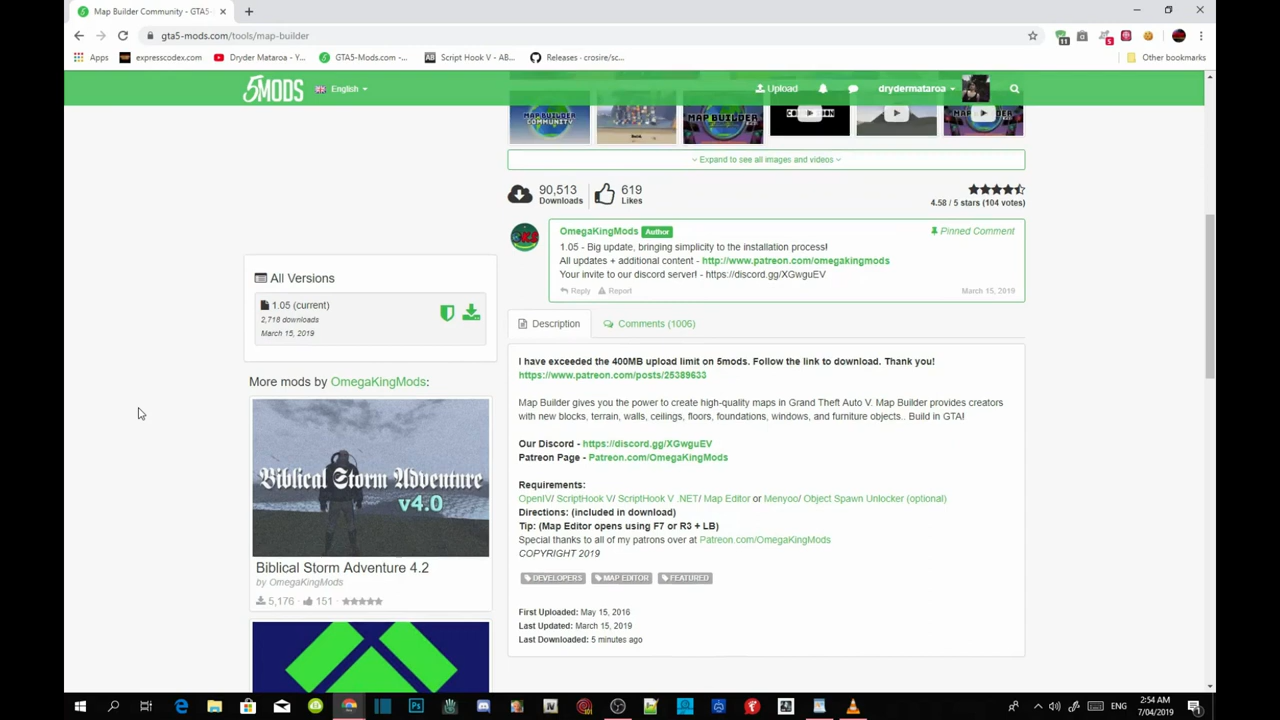 Map Builder Community - GTA5-
gta5-mods.com/tools/map-builder
11
5
Apps
expresscodex.com
Dryder Mataroa - Y...
GTA5-Mods.com -...
Script Hook V - AB...
Releases · crosire/sc...
Other bookmarks
5MODS
English
Upload
drydermataroa
MAP BUILDER COMMUNITY
MAP BUILDER
MAP BUILDER
Expand to see all images and videos
90,513
Downloads
619
Likes
4.58 / 5 stars (104 votes)
OmegaKingMods Author
Pinned Comment
1.05 - Big update, bringing simplicity to the installation process!
All updates + additional content - http://www.patreon.com/omegakingmods
Your invite to our discord server! - https://discord.gg/XGwguEV
Reply Report
March 15, 2019
All Versions
1.05 (current)
2,718 downloads
March 15, 2019
Description
Comments (1006)
I have exceeded the 400MB upload limit on 5mods. Follow the link to download. Thank you!
https://www.patreon.com/posts/25389633
Map Builder gives you the power to create high-quality maps in Grand Theft Auto V. Map Builder provides creators
with new blocks, terrain, walls, ceilings, floors, foundations, windows, and furniture objects.. Build in GTA!
Our Discord - https://discord.gg/XGwguEV
Patreon Page - Patreon.com/OmegaKingMods
Requirements:
OpenIV/ ScriptHook V/ ScriptHook V .NET/ Map Editor or Menyoo/ Object Spawn Unlocker (optional)
Directions: (included in download)
Tip: (Map Editor opens using F7 or R3 + LB)
Special thanks to all of my patrons over at Patreon.com/OmegaKingMods
COPYRIGHT 2019
DEVELOPERS
MAP EDITOR
FEATURED
First Uploaded: May 15, 2016
Last Updated: March 15, 2019
Last Downloaded: 5 minutes ago
More mods by OmegaKingMods:
Biblical Storm Adventure
v4.0
Biblical Storm Adventure 4.2
by OmegaKingMods
5,176
151
ENG
2:54 AM
7/04/2019